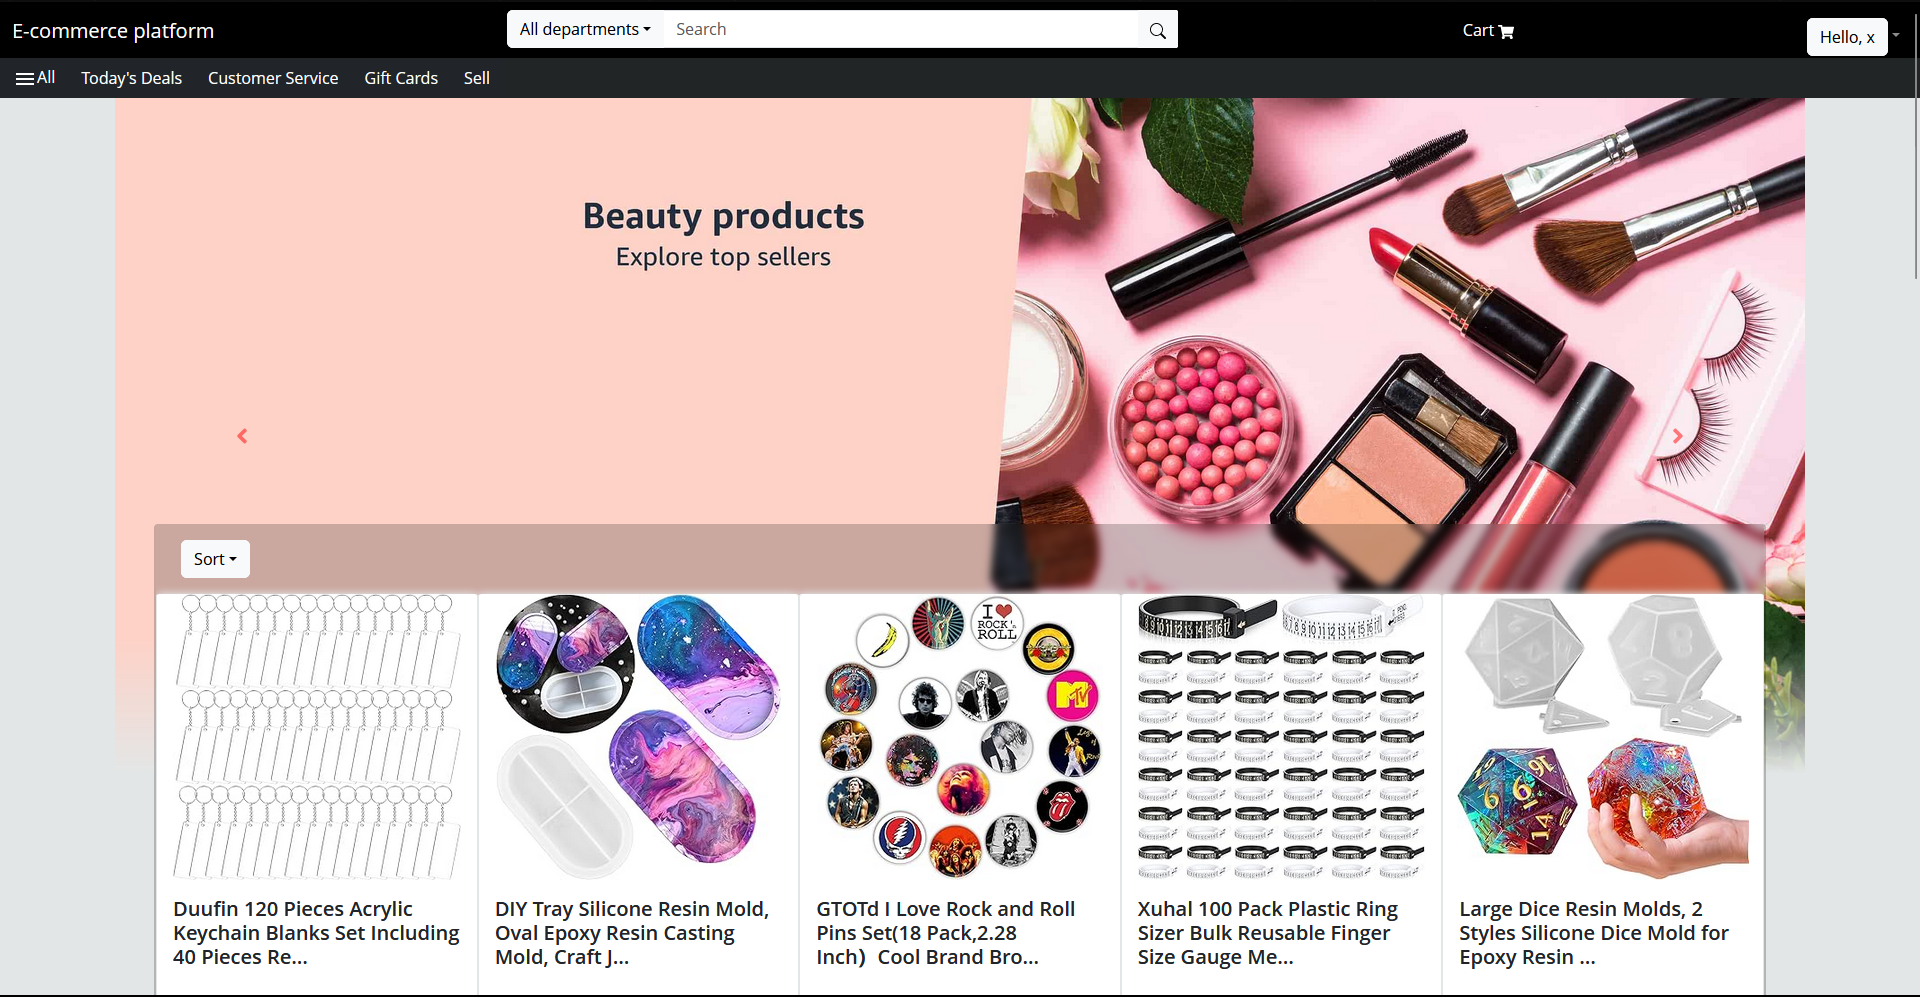 E-commerce platform
All departments
Search
Cart
Hello, x
All
Today's Deals
Customer Service
Gift Cards
Sell
Beauty products
Explore top sellers
Sort
I ❤
ROCK 'n
ROLL
MTV
Duufin 120 Pieces Acrylic
Keychain Blanks Set Including
40 Pieces Re...
DIY Tray Silicone Resin Mold,
Oval Epoxy Resin Casting
Mold, Craft J...
GTOTd I Love Rock and Roll
Pins Set(18 Pack,2.28
Inch)  Cool Brand Bro...
Xuhal 100 Pack Plastic Ring
Sizer Bulk Reusable Finger
Size Gauge Me...
Large Dice Resin Molds, 2
Styles Silicone Dice Mold for
Epoxy Resin ...